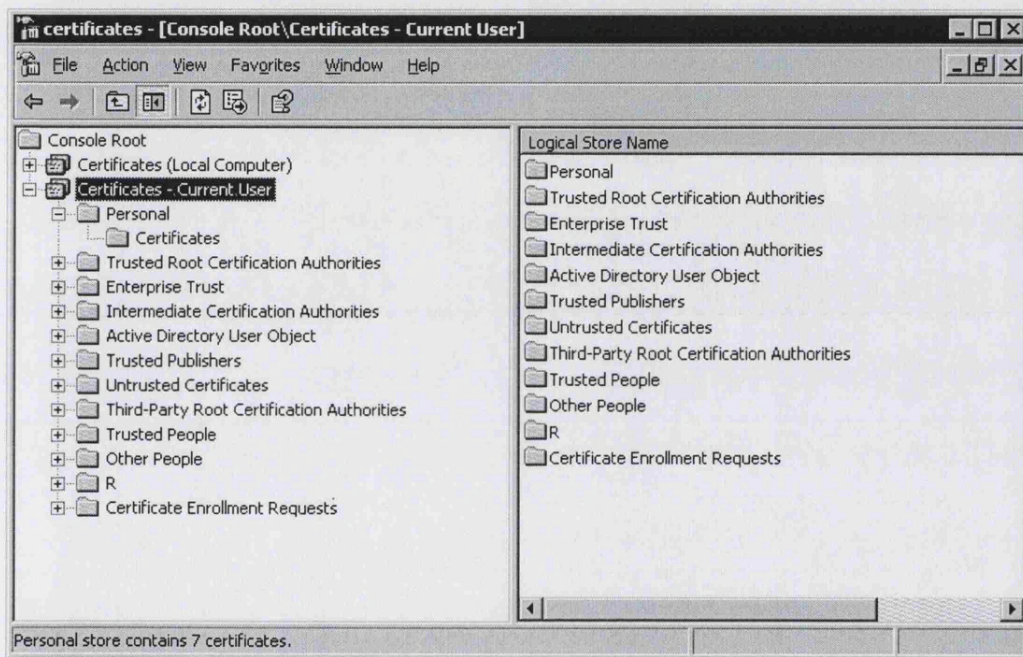 certificates - [Console Root\Certificates - Current User]
File Action View Favorites Window Help
Console Root
Certificates (Local Computer)
Certificates - Current User
Personal
Certificates
Trusted Root Certification Authorities
Enterprise Trust
Intermediate Certification Authorities
Active Directory User Object
Trusted Publishers
Untrusted Certificates
Third-Party Root Certification Authorities
Trusted People
Other People
R
Certificate Enrollment Requests
Logical Store Name
Personal
Trusted Root Certification Authorities
Enterprise Trust
Intermediate Certification Authorities
Active Directory User Object
Trusted Publishers
Untrusted Certificates
Third-Party Root Certification Authorities
Trusted People
Other People
R
Certificate Enrollment Requests
Personal store contains 7 certificates.